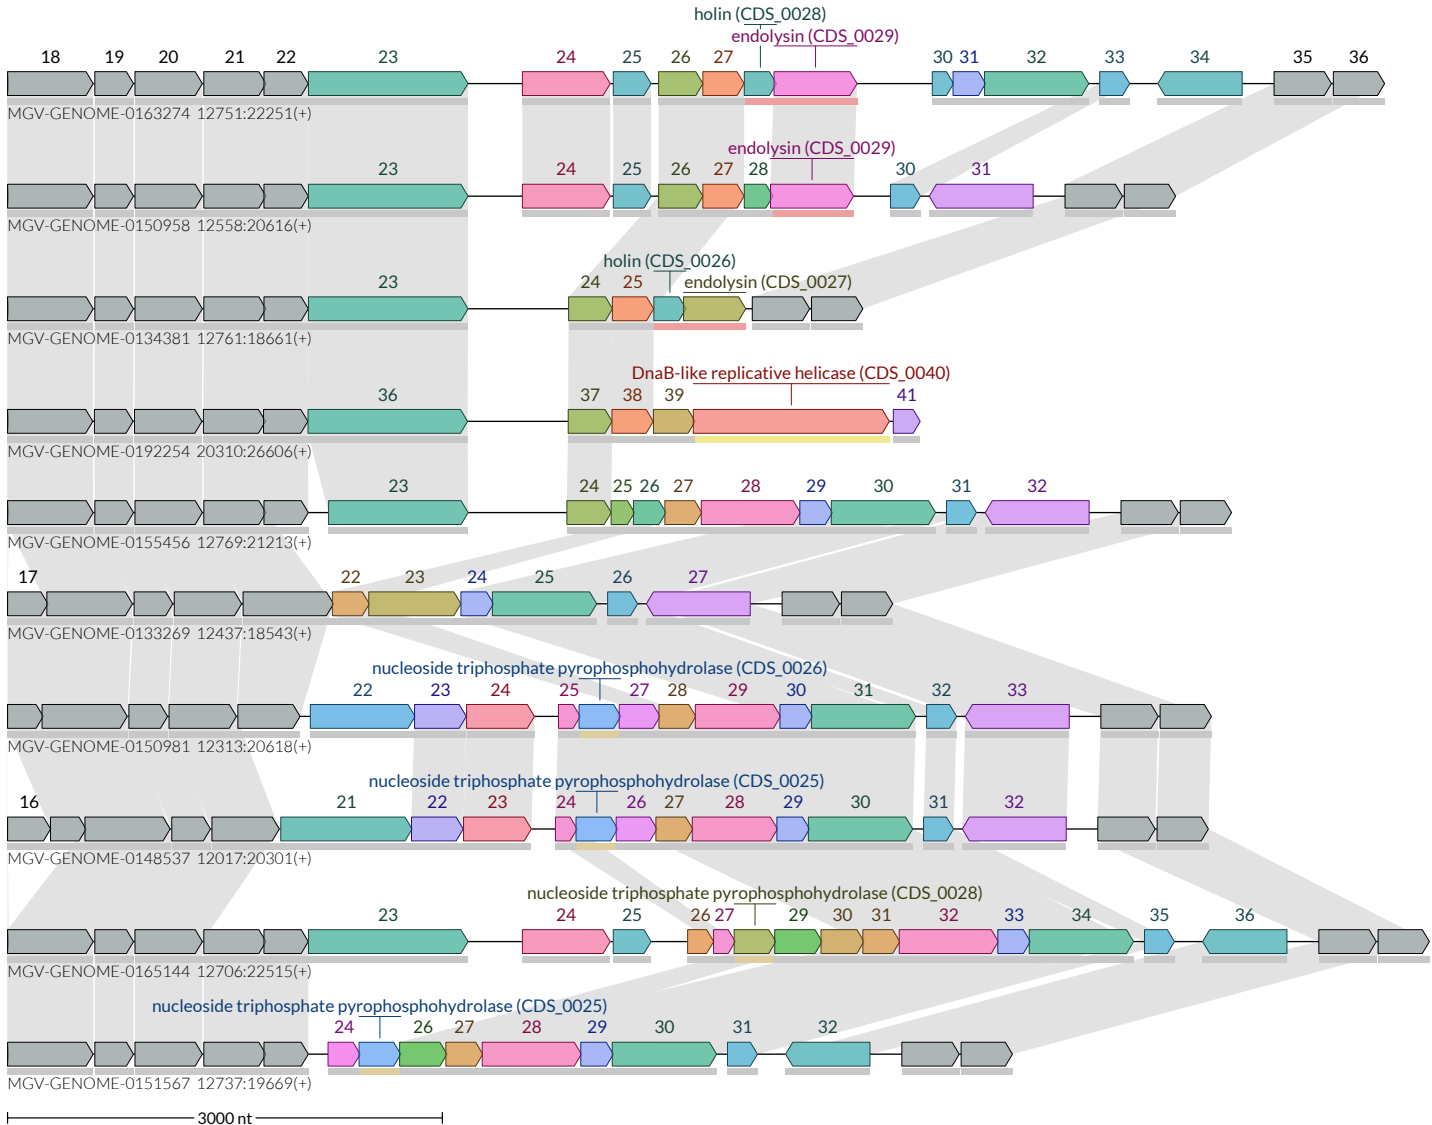 holin (CDS_0028)
endolysin (CDS_0029)
18 19 20 21 22 23 24 25 26 27 30 31 32 33 34 35 36
MGV-GENOME-0163274 12751:22251(+)
endolysin (CDS_0029)
23 24 25 26 27 28 30 31
MGV-GENOME-0150958 12558:20616(+)
holin (CDS_0026)
23 24 25 endolysin (CDS_0027)
MGV-GENOME-0134381 12761:18661(+)
DnaB-like replicative helicase (CDS_0040)
36 37 38 39 41
MGV-GENOME-0192254 20310:26606(+)
23 24 25 26 27 28 29 30 31 32
MGV-GENOME-0155456 12769:21213(+)
17 22 23 24 25 26 27
MGV-GENOME-0133269 12437:18543(+)
nucleoside triphosphate pyrophosphohydrolase (CDS_0026)
22 23 24 25 27 28 29 30 31 32 33
MGV-GENOME-0150981 12313:20618(+)
nucleoside triphosphate pyrophosphohydrolase (CDS_0025)
16 21 22 23 24 26 27 28 29 30 31 32
MGV-GENOME-0148537 12017:20301(+)
nucleoside triphosphate pyrophosphohydrolase (CDS_0028)
23 24 25 26 27 29 30 31 32 33 34 35 36
MGV-GENOME-0165144 12706:22515(+)
nucleoside triphosphate pyrophosphohydrolase (CDS_0025)
24 26 27 28 29 30 31 32
MGV-GENOME-0151567 12737:19669(+)
3000 nt